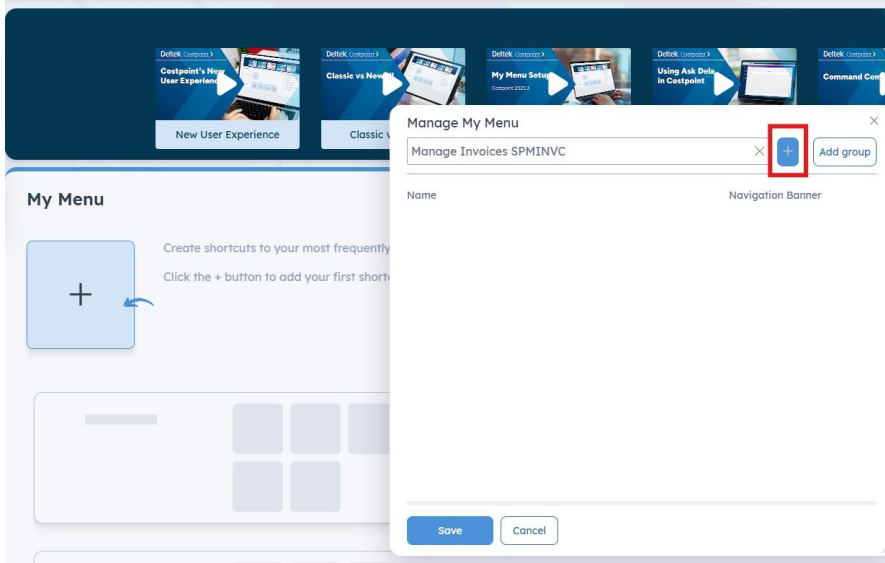 Deltek Costpoint
Costpoint's New
User Experience
New User Experience
Deltek Costpoint
Classic vs New
Classic v
Deltek Costpoint
My Menu Setup
Costpoint 2025.3
Deltek Costpoint
Using Ask Dela
in Costpoint
Deltek Costpoint
Command Cen
Manage My Menu
Manage Invoices SPMINVC
Add group
Name Navigation Banner
Save Cancel
My Menu
Create shortcuts to your most frequently
Click the + button to add your first shortc